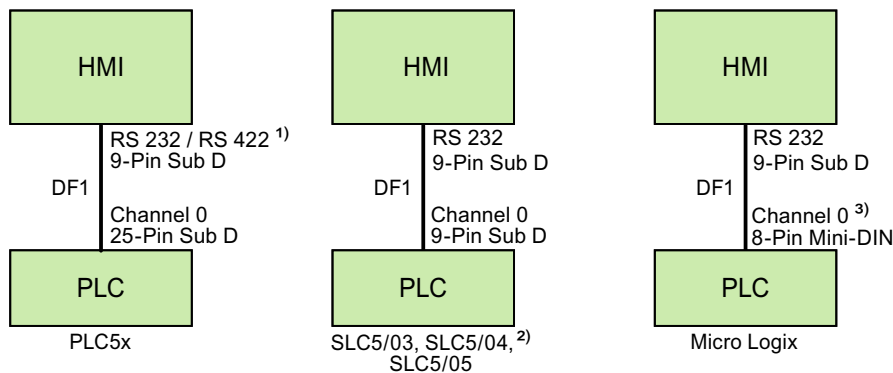 HMI
RS 232 / RS 422 ¹⁾
9-Pin Sub D
DF1
Channel 0
25-Pin Sub D
PLC
PLC5x
HMI
RS 232
9-Pin Sub D
DF1
Channel 0
9-Pin Sub D
PLC
SLC5/03, SLC5/04, ²⁾
SLC5/05
HMI
RS 232
9-Pin Sub D
DF1
Channel 0 ³⁾
8-Pin Mini-DIN
PLC
Micro Logix